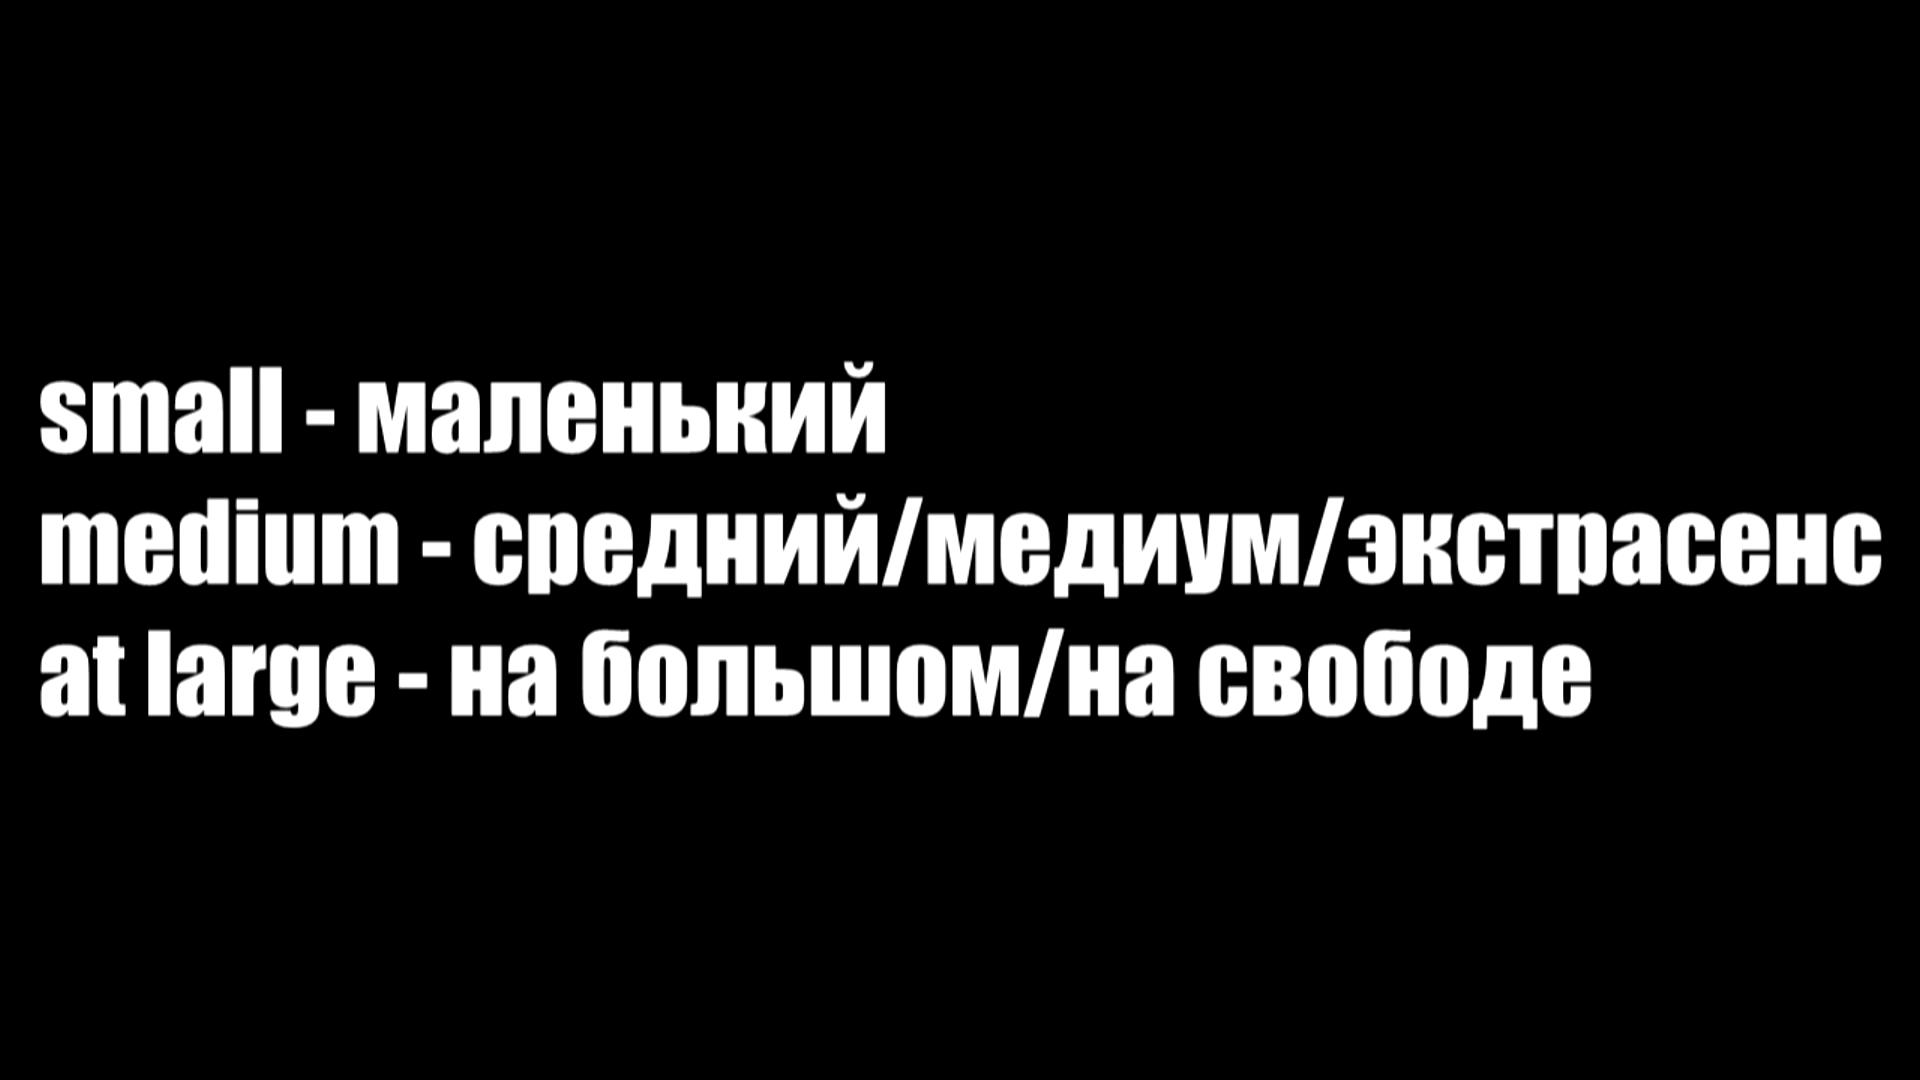 small - маленький
medium - средний/медиум/экстрасенс
at large - на большом/на свободе